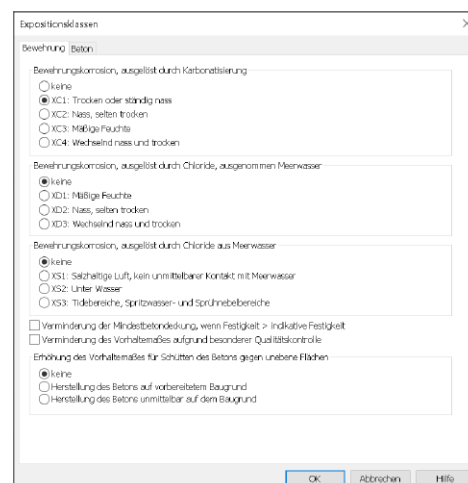 Expositionsklassen
Bewehrung Beton
Bewehrungskorrosion, ausgelöst durch Karbonatisierung
keine
XC1: Trocken oder ständig nass
XC2: Nass, selten trocken
XC3: Mäßige Feuchte
XC4: Wechselnd nass und trocken
Bewehrungskorrosion, ausgelöst durch Chloride, ausgenommen Meerwasser
keine
XD1: Mäßige Feuchte
XD2: Nass, selten trocken
XD3: Wechselnd nass und trocken
Bewehrungskorrosion, ausgelöst durch Chloride aus Meerwasser
keine
XS1: Salzhaltige Luft, kein unmittelbarer Kontakt mit Meerwasser
XS2: Unter Wasser
XS3: Tidebereiche, Spritzwasser- und Sprühnebelbereiche
Verminderung der Mindestbetondeckung, wenn Festigkeit > indikative Festigkeit
Verminderung des Vorhaltemaßes aufgrund besonderer Qualitätskontrolle
Erhöhung des Vorhaltemaßes für Schütten des Betons gegen unebene Flächen
keine
Herstellung des Betons auf vorbereitetem Baugrund
Herstellung des Betons unmittelbar auf dem Baugrund
OK Abbrechen Hilfe